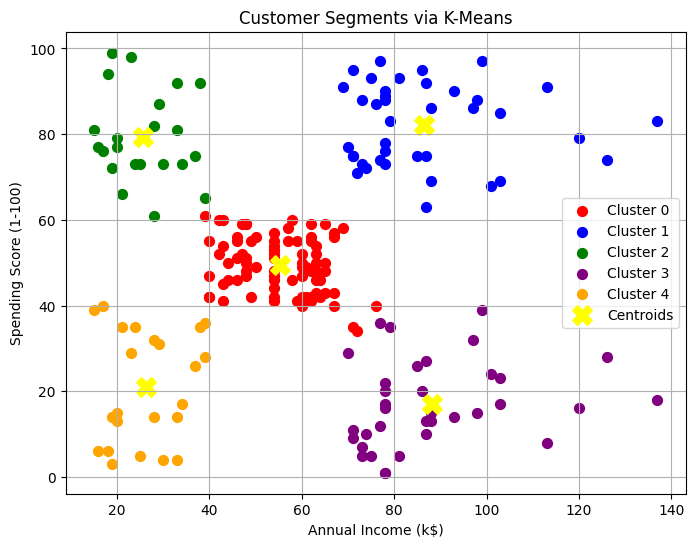 Customer Segments via K-Means
Spending Score (1-100)
100
80
60
40
20
0
20
40
60
80
100
120
140
Annual Income (k$)
Cluster 0
Cluster 1
Cluster 2
Cluster 3
Cluster 4
Centroids